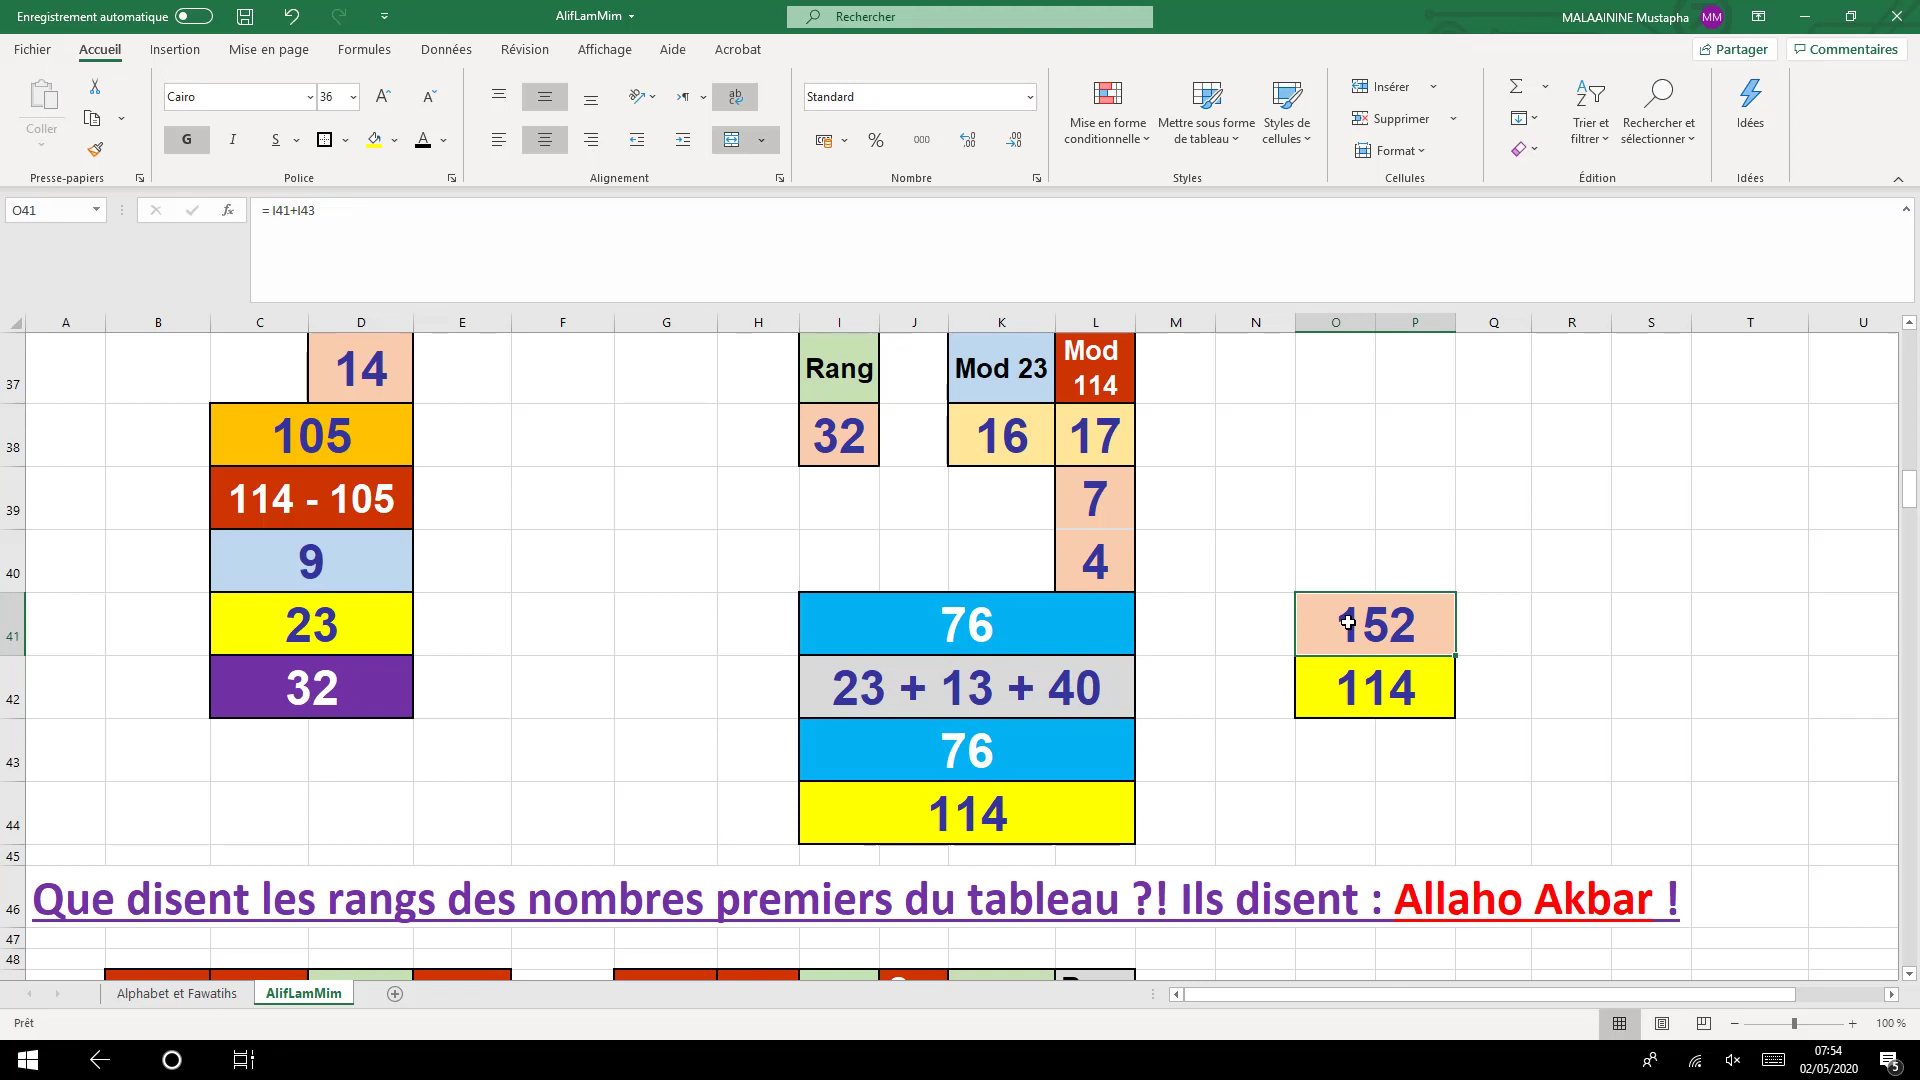 Enregistrement automatique
AlifLamMim
Rechercher
MALAAININE Mustapha
MM
Fichier
Accueil
Insertion
Mise en page
Formules
Données
Révision
Affichage
Aide
Acrobat
Partager
Commentaires
Coller
Presse-papiers
Cairo
36
G
I
S
Police
Alignement
Standard
%
000
Nombre
Mise en forme conditionnelle
Mettre sous forme de tableau
Styles de cellules
Styles
Insérer
Supprimer
Format
Cellules
Trier et filtrer
Rechercher et sélectionner
Édition
Idées
Idées
O41
fx
= I41+I43
A B C D E F G H I J K L M N O P Q R S T U
37
14
Rang
Mod 23
Mod 114
38
105
32
16
17
39
114 - 105
7
40
9
4
41
23
76
152
42
32
23 + 13 + 40
114
43
76
44
114
45
46
Que disent les rangs des nombres premiers du tableau ?! Ils disent : Allaho Akbar !
47
48
Alphabet et Fawatihs
AlifLamMim
Prêt
100 %
07:54
02/05/2020
5